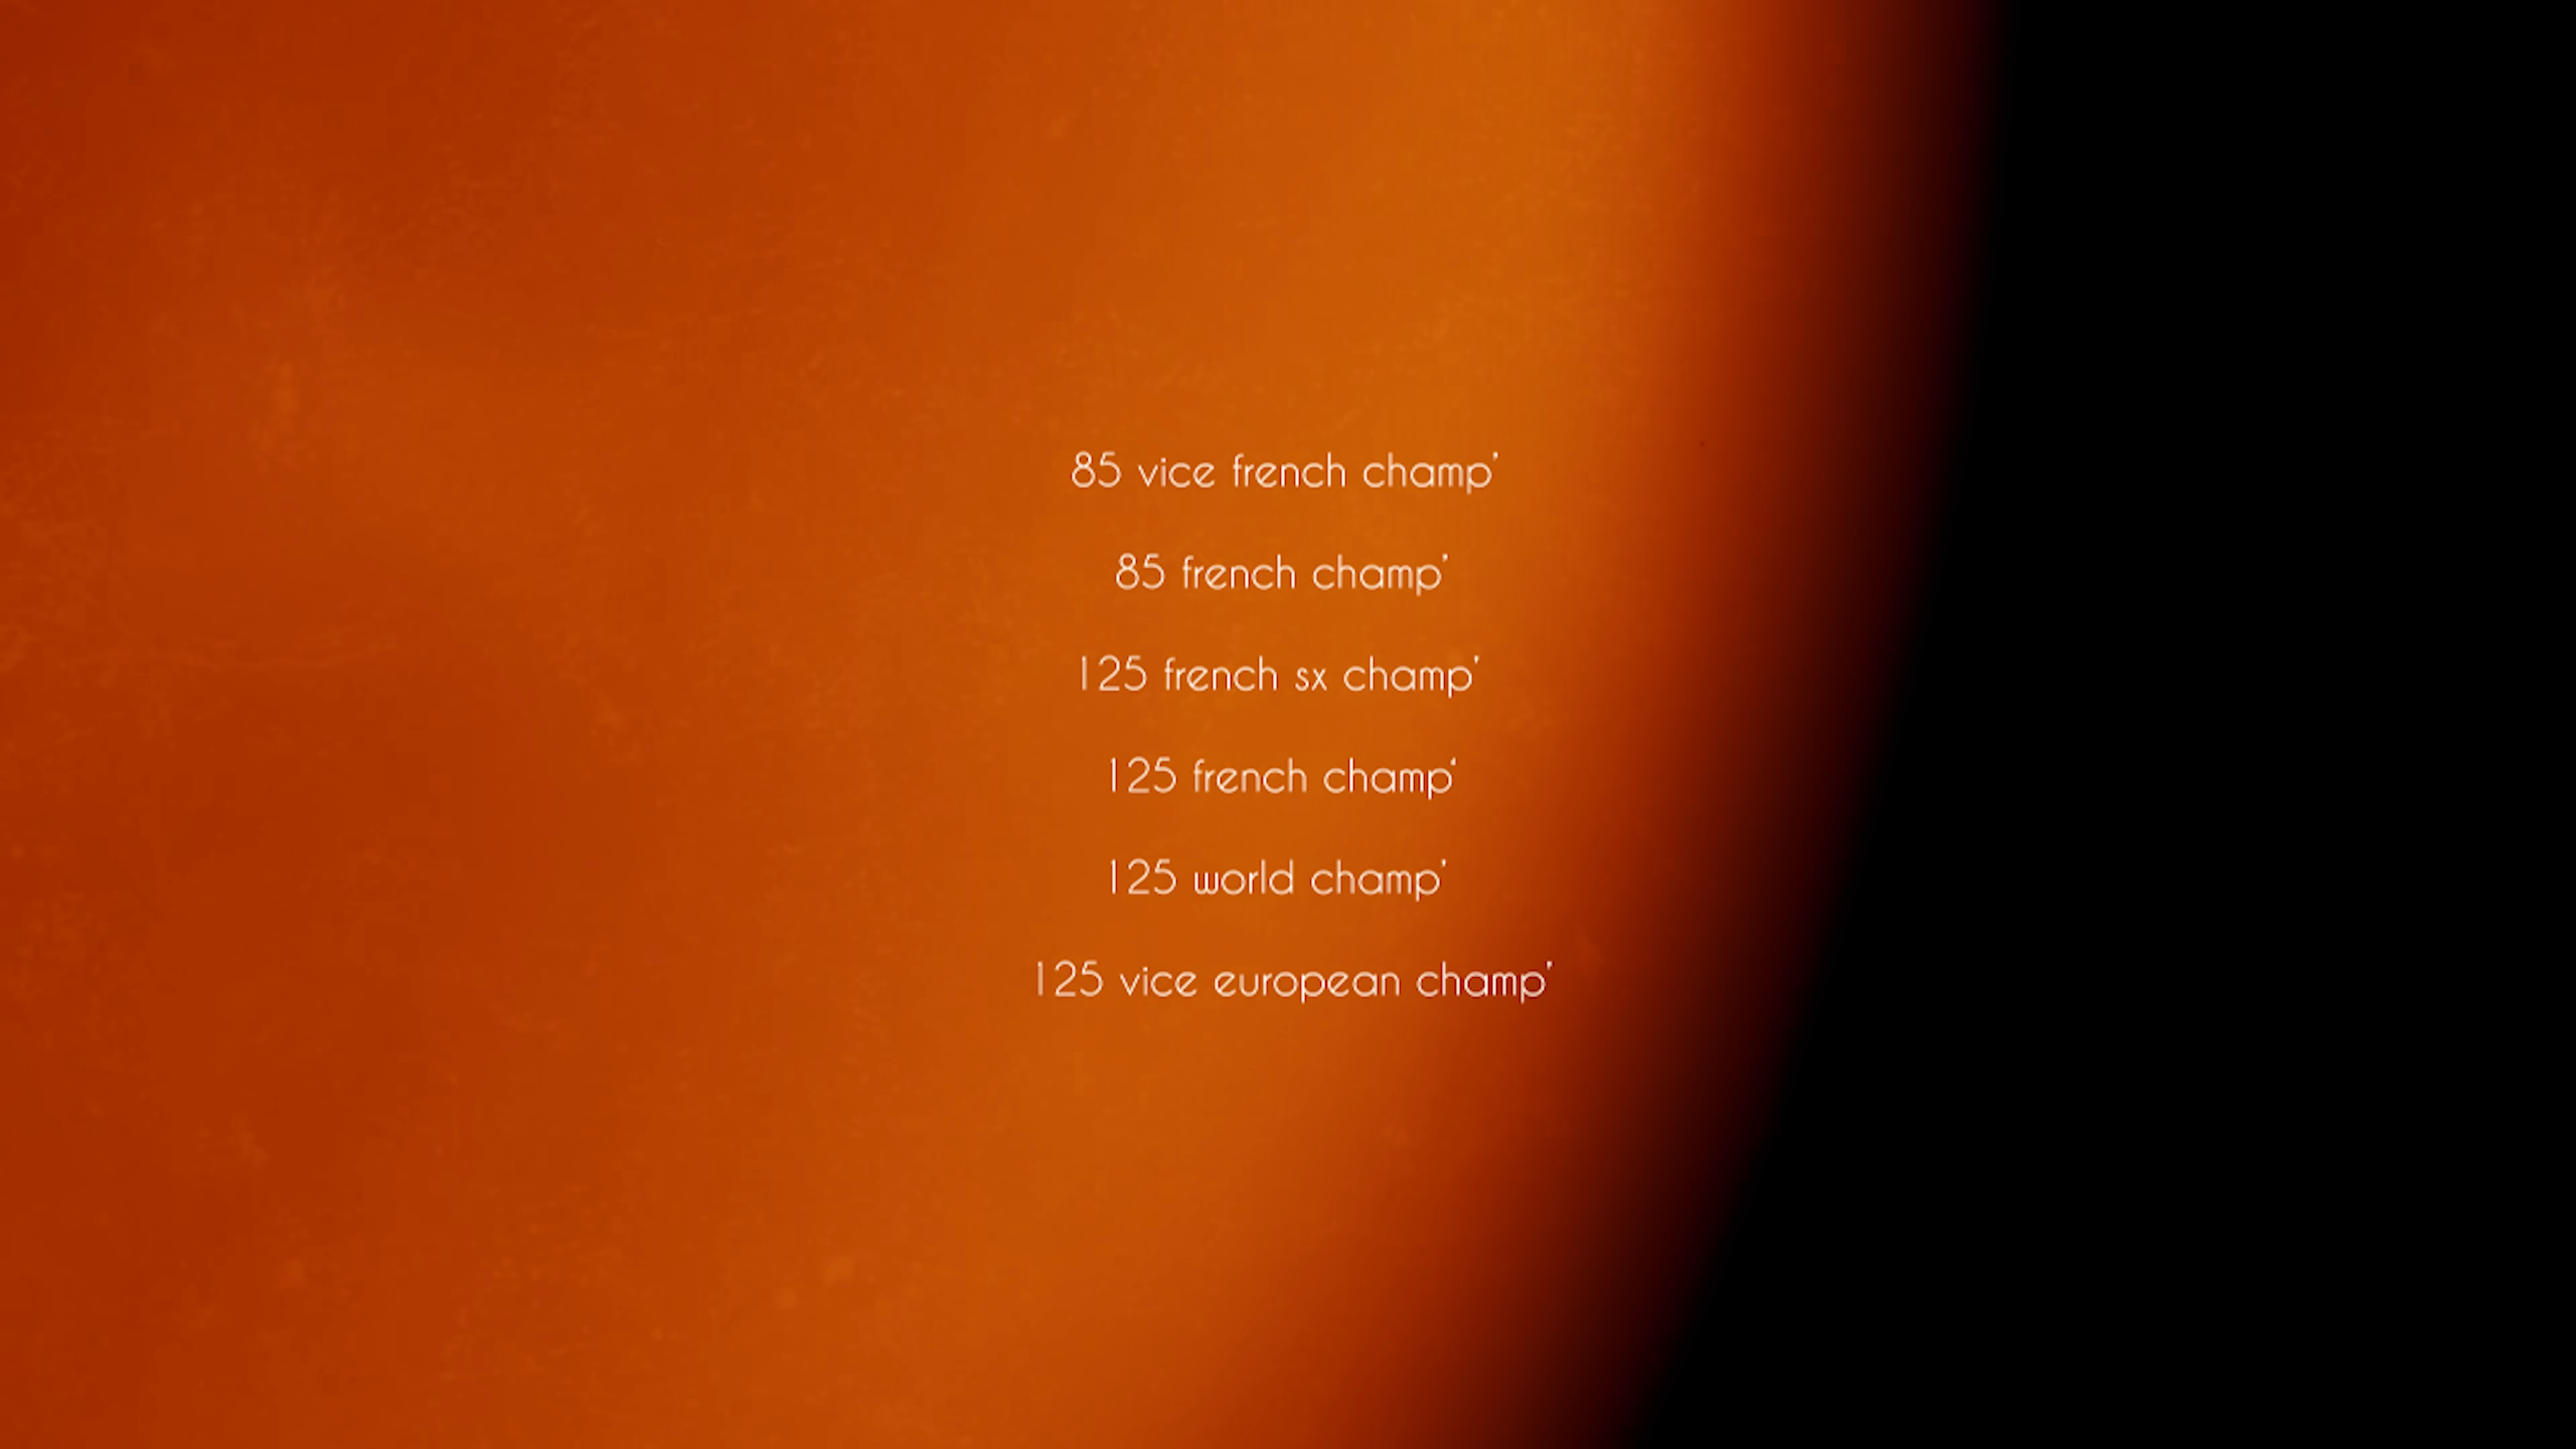 85 vice french champ'
85 french champ'
125 french sx champ'
125 french champ‘
125 world champ'
125 vice european champ'